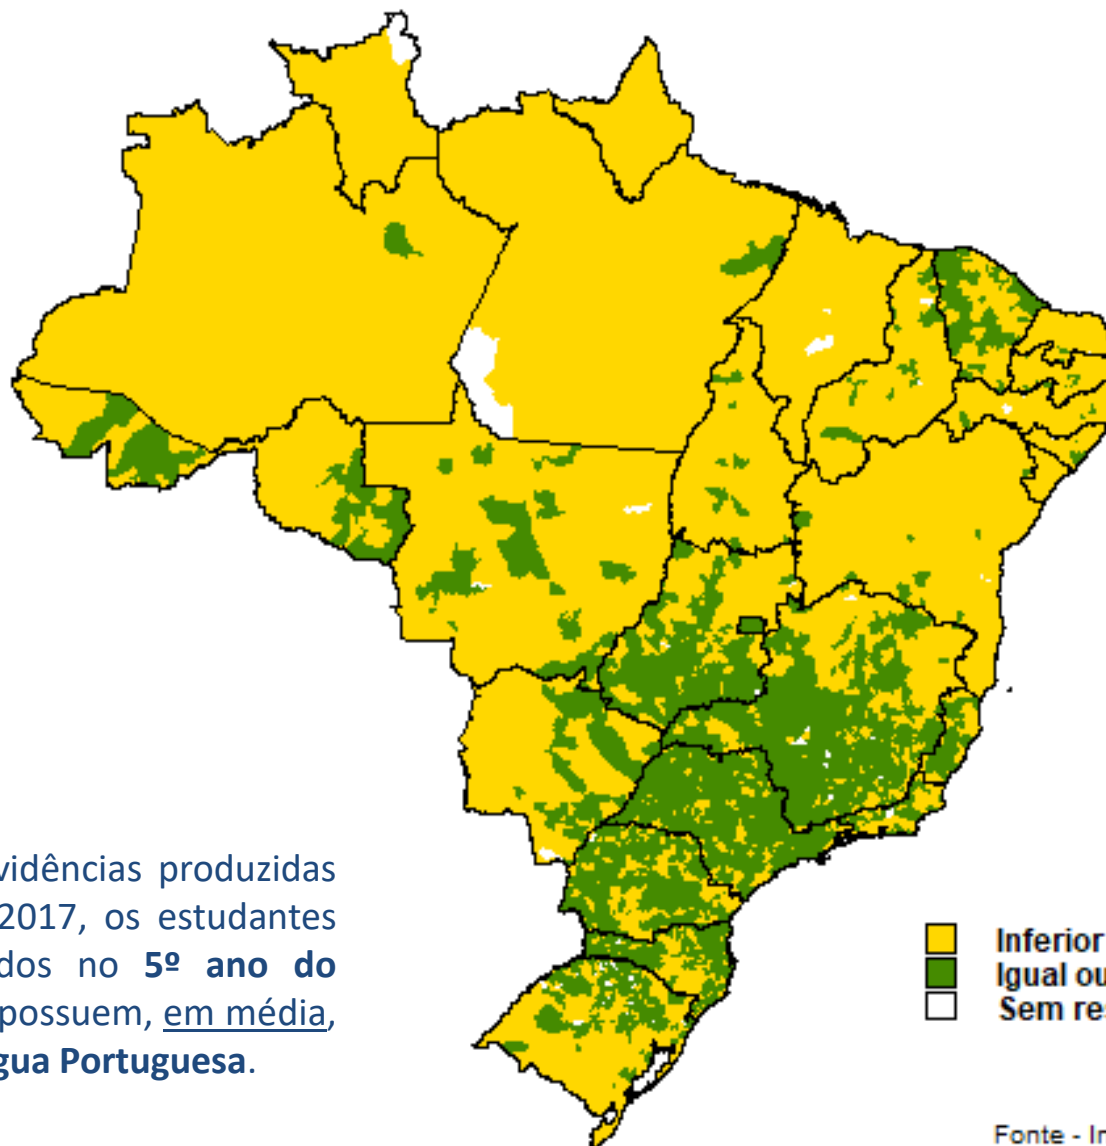 vidências produzidas
2017, os estudantes
dos no 5º ano do
possuem, em média,
gua Portuguesa.
Inferior
Igual ou
Sem res
Fonte - In